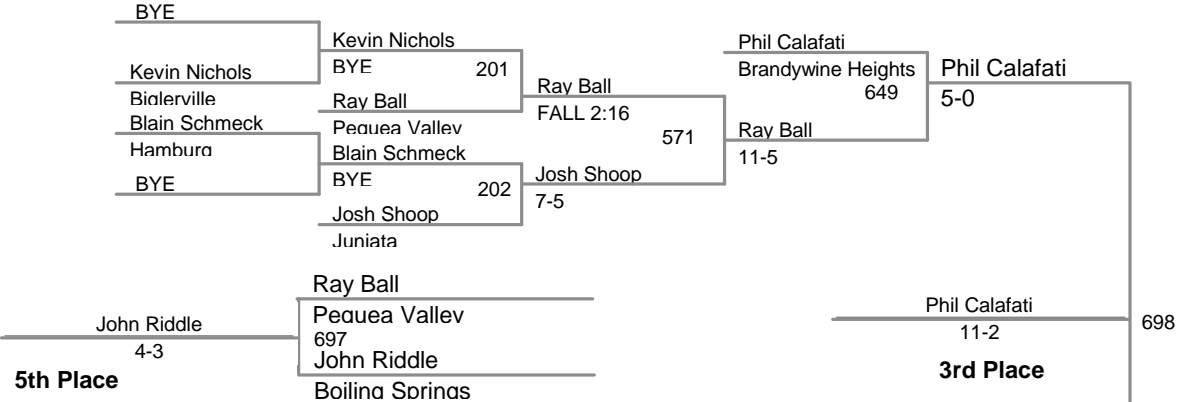 BYE
Kevin Nichols
Biglerville
Blain Schmeck
Hamburg
BYE
Kevin Nichols
BYE
201
Ray Ball
Pequea Valley
Blain Schmeck
BYE
202
Josh Shoop
Juniata
Ray Ball
FALL 2:16
571
Josh Shoop
7-5
Phil Calafati
Brandywine Heights
649
Ray Ball
11-5
Phil Calafati
5-0
Ray Ball
Pequea Valley
697
John Riddle
Boiling Springs
John Riddle
4-3
5th Place
Phil Calafati
11-2
698
3rd Place